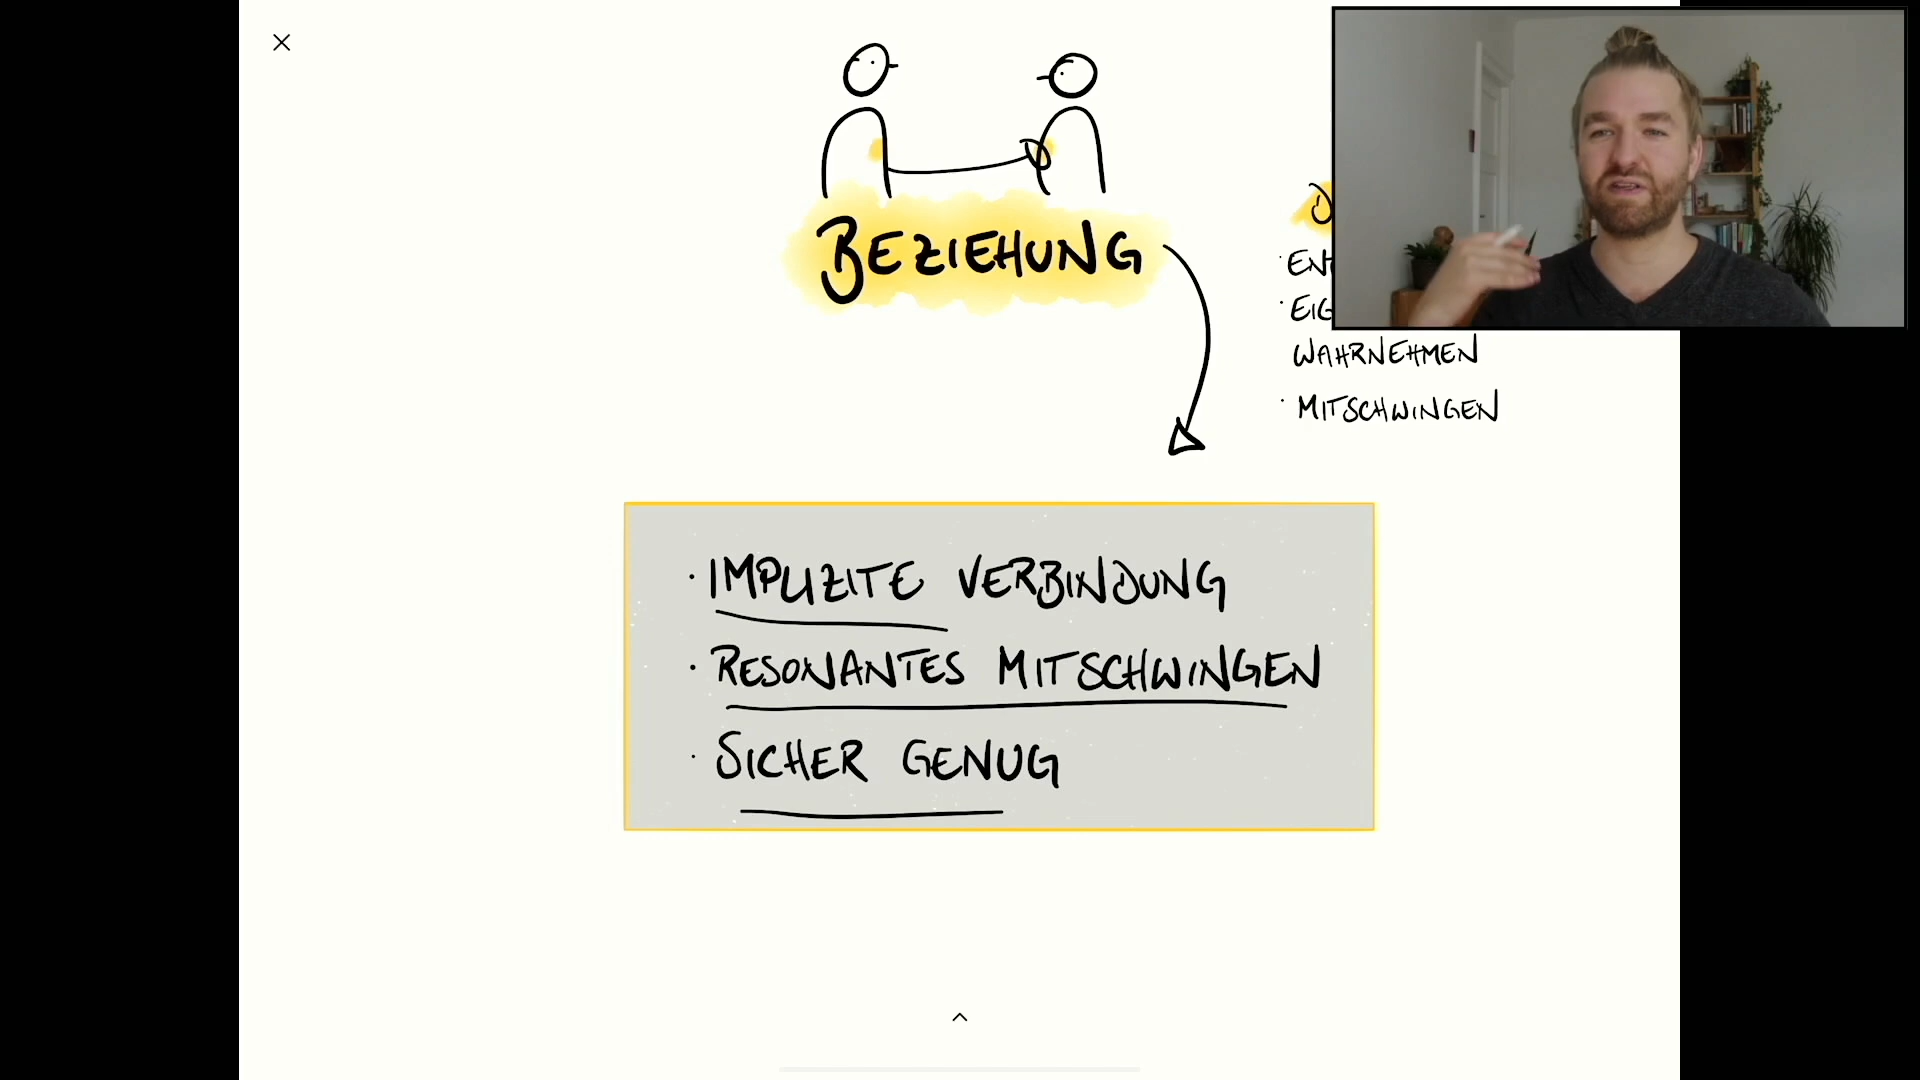 BEZIEHUNG
WAHRNEHMEN
· MITSCHWINGEN
· IMPLIZITE VERBINDUNG
· RESONANTES MITSCHWINGEN
· SICHER GENUG